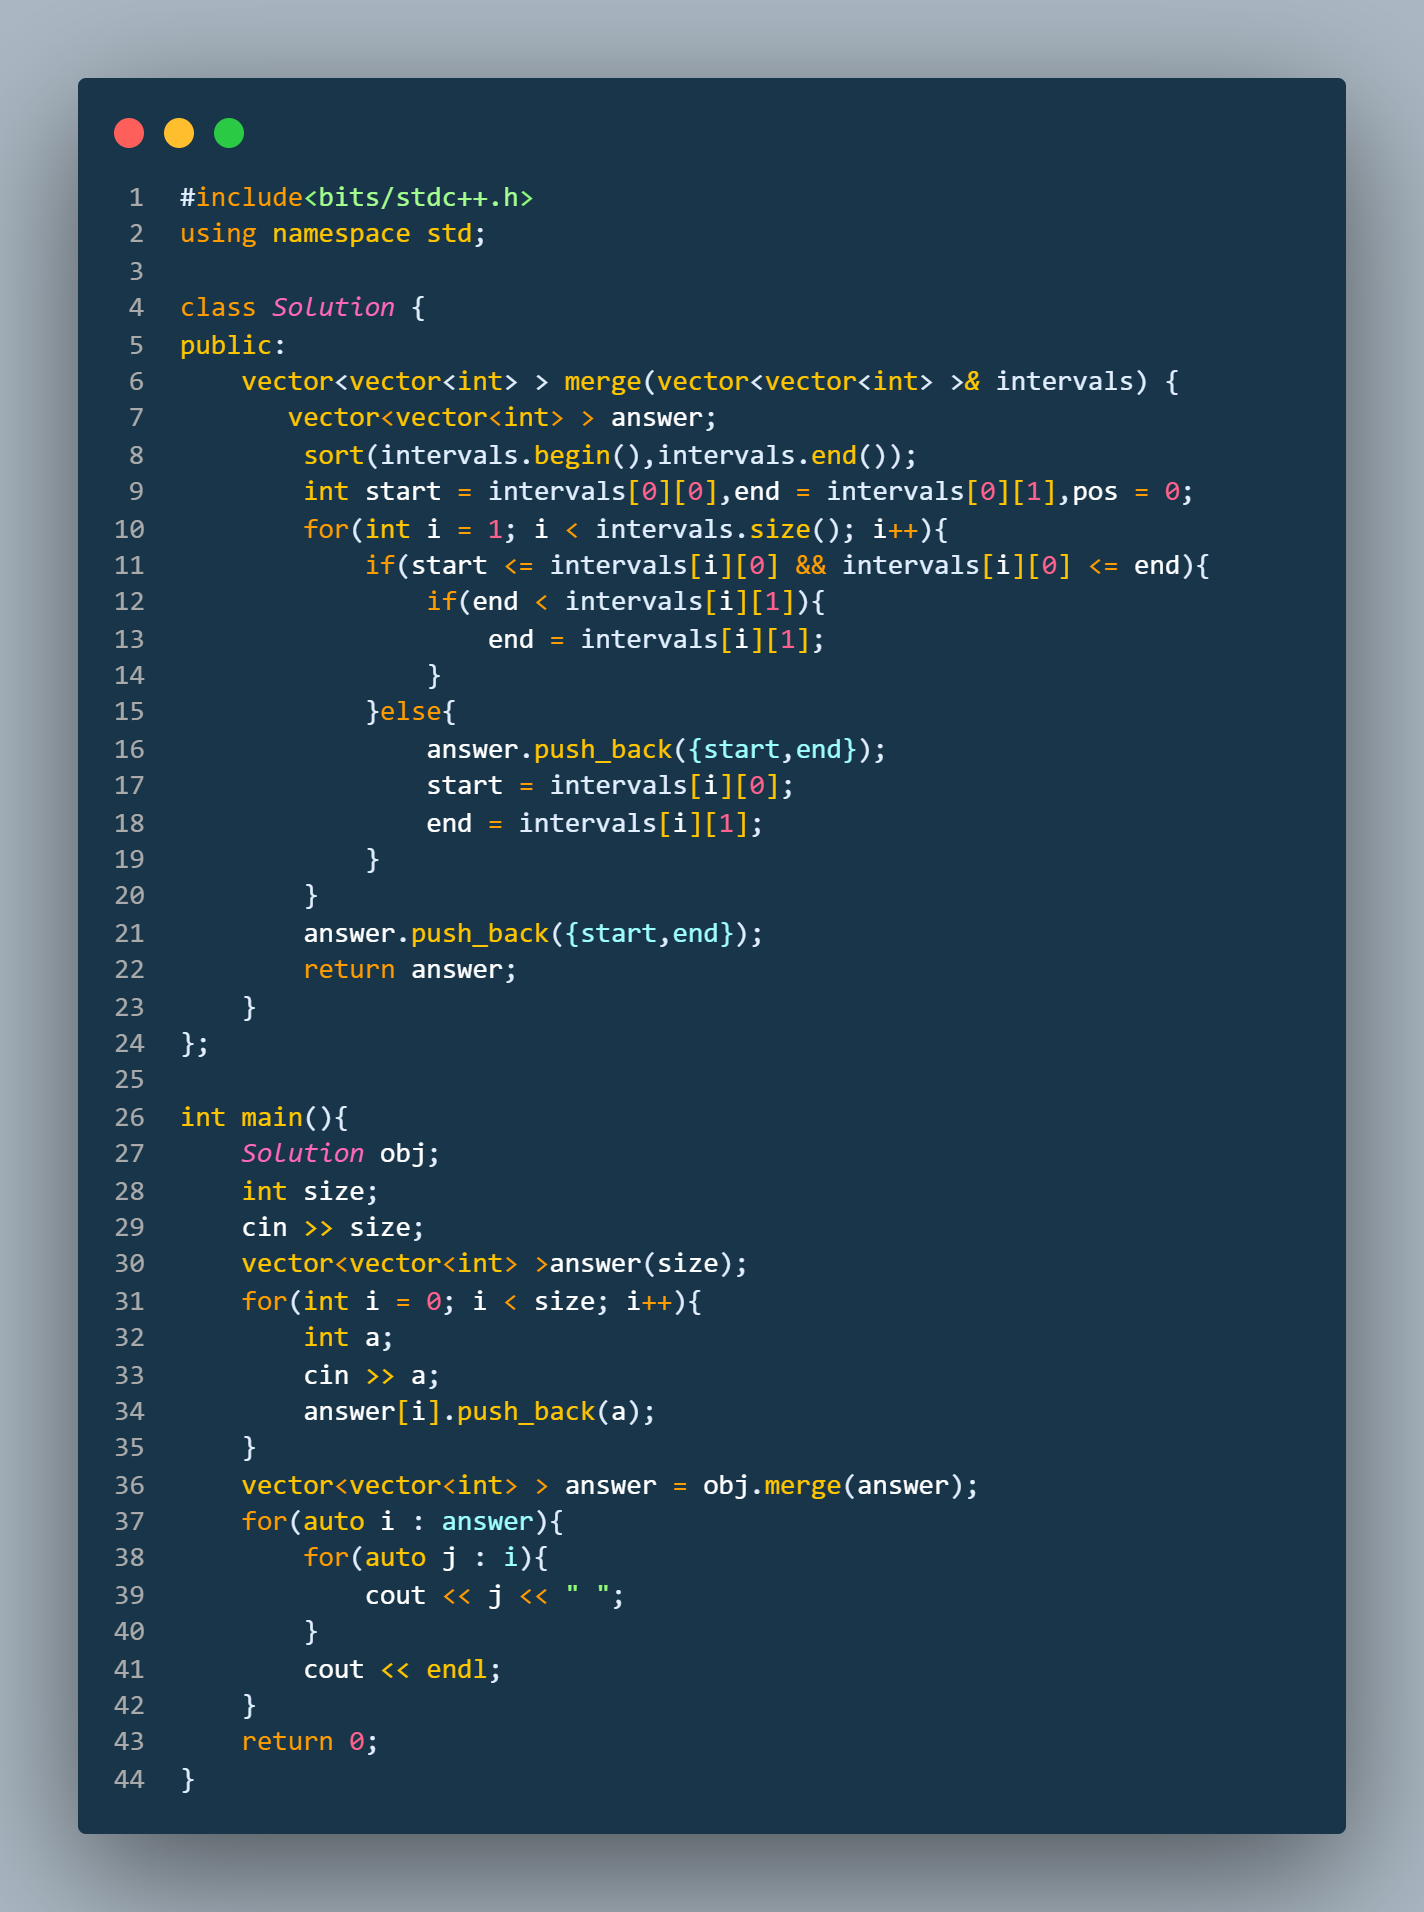 1 #include<bits/stdc++.h>
2 using namespace std;
3
4 class Solution {
5 public:
6     vector<vector<int> > merge(vector<vector<int> >& intervals) {
7        vector<vector<int> > answer;
8         sort(intervals.begin(),intervals.end());
9         int start = intervals[0][0],end = intervals[0][1],pos = 0;
10         for(int i = 1; i < intervals.size(); i++){
11             if(start <= intervals[i][0] && intervals[i][0] <= end){
12                 if(end < intervals[i][1]){
13                     end = intervals[i][1];
14                 }
15             }else{
16                 answer.push_back({start,end});
17                 start = intervals[i][0];
18                 end = intervals[i][1];
19             }
20         }
21         answer.push_back({start,end});
22         return answer;
23     }
24 };
25
26 int main(){
27     Solution obj;
28     int size;
29     cin >> size;
30     vector<vector<int> >answer(size);
31     for(int i = 0; i < size; i++){
32         int a;
33         cin >> a;
34         answer[i].push_back(a);
35     }
36     vector<vector<int> > answer = obj.merge(answer);
37     for(auto i : answer){
38         for(auto j : i){
39             cout << j << " ";
40         }
41         cout << endl;
42     }
43     return 0;
44 }